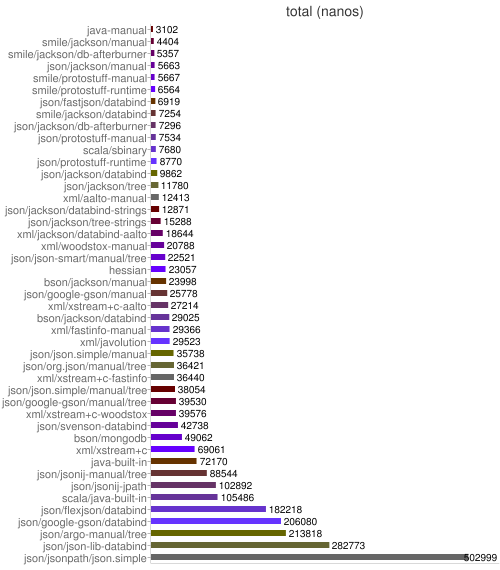 total (nanos)
java-manual 3102
smile/jackson/manual 4404
smile/jackson/db-afterburner 5357
json/jackson/manual 5663
smile/protostuff-manual 5667
smile/protostuff-runtime 6564
json/fastjson/databind 6919
smile/jackson/databind 7254
json/jackson/db-afterburner 7296
json/protostuff-manual 7534
scala/sbinary 7680
json/protostuff-runtime 8770
json/jackson/databind 9862
json/jackson/tree 11780
xml/aalto-manual 12413
json/jackson/databind-strings 12871
json/jackson/tree-strings 15288
xml/jackson/databind-aalto 18644
xml/woodstox-manual 20788
json/json-smart/manual/tree 22521
hessian 23057
bson/jackson/manual 23998
json/google-gson/manual 25778
xml/xstream+c-aalto 27214
bson/jackson/databind 29025
xml/fastinfo-manual 29366
xml/javolution 29523
json/json.simple/manual 35738
json/org.json/manual/tree 36421
xml/xstream+c-fastinfo 36440
json/json.simple/manual/tree 38054
json/google-gson/manual/tree 39530
xml/xstream+c-woodstox 39576
json/svenson-databind 42738
bson/mongodb 49062
xml/xstream+c 69061
java-built-in 72170
json/jsonij-manual/tree 88544
json/jsonij-jpath 102892
scala/java-built-in 105486
json/flexjson/databind 182218
json/google-gson/databind 206080
json/argo-manual/tree 213818
json/json-lib-databind 282773
json/jsonpath/json.simple 502999